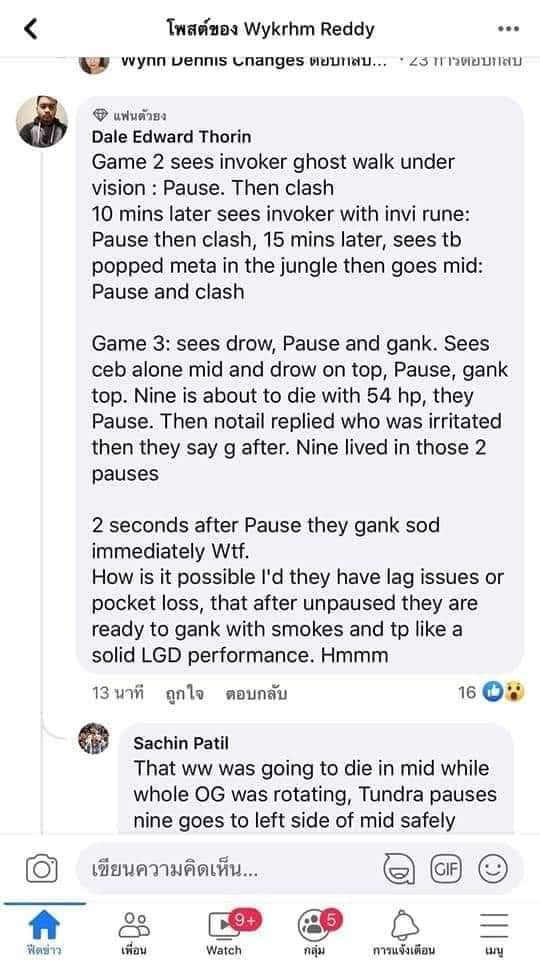 โพสต์ของ Wykrhm Reddy
Wynn Dennis Changes ตอบกลับ... · 23 การตอบกลับ
แฟนตัวยง
Dale Edward Thorin
Game 2 sees invoker ghost walk under
vision : Pause. Then clash
10 mins later sees invoker with invi rune:
Pause then clash, 15 mins later, sees tb
popped meta in the jungle then goes mid:
Pause and clash
Game 3: sees drow, Pause and gank. Sees
ceb alone mid and drow on top, Pause, gank
top. Nine is about to die with 54 hp, they
Pause. Then notail replied who was irritated
then they say g after. Nine lived in those 2
pauses
2 seconds after Pause they gank sod
immediately Wtf.
How is it possible I'd they have lag issues or
pocket loss, that after unpaused they are
ready to gank with smokes and tp like a
solid LGD performance. Hmmm
13 นาที ถูกใจ ตอบกลับ 16
Sachin Patil
That ww was going to die in mid while
whole OG was rotating, Tundra pauses
nine goes to left side of mid safely
เขียนความคิดเห็น... GIF
9+ 5
ฟีดข่าว เพื่อน Watch กลุ่ม การแจ้งเตือน เมนู